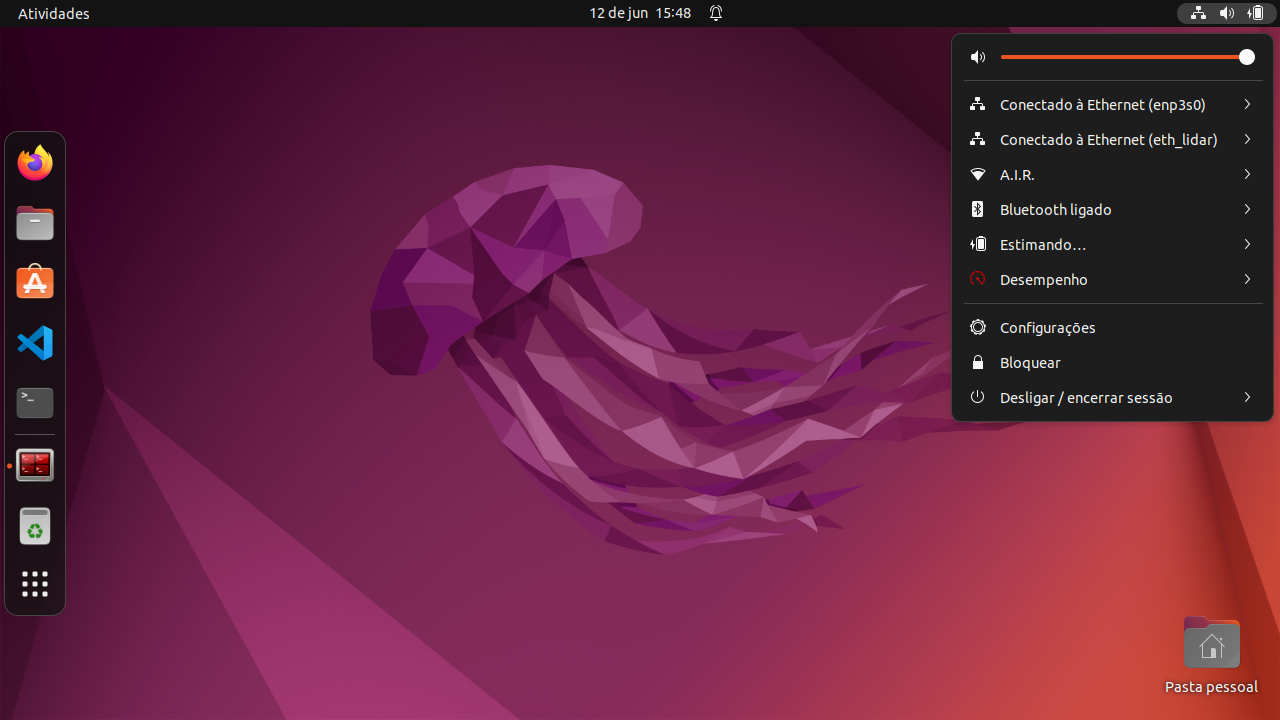 Atividades
12 de jun 15:48
Conectado à Ethernet (enp3s0)
Conectado à Ethernet (eth_lidar)
A.I.R.
Bluetooth ligado
Estimando…
Desempenho
Configurações
Bloquear
Desligar / encerrar sessão
Pasta pessoal